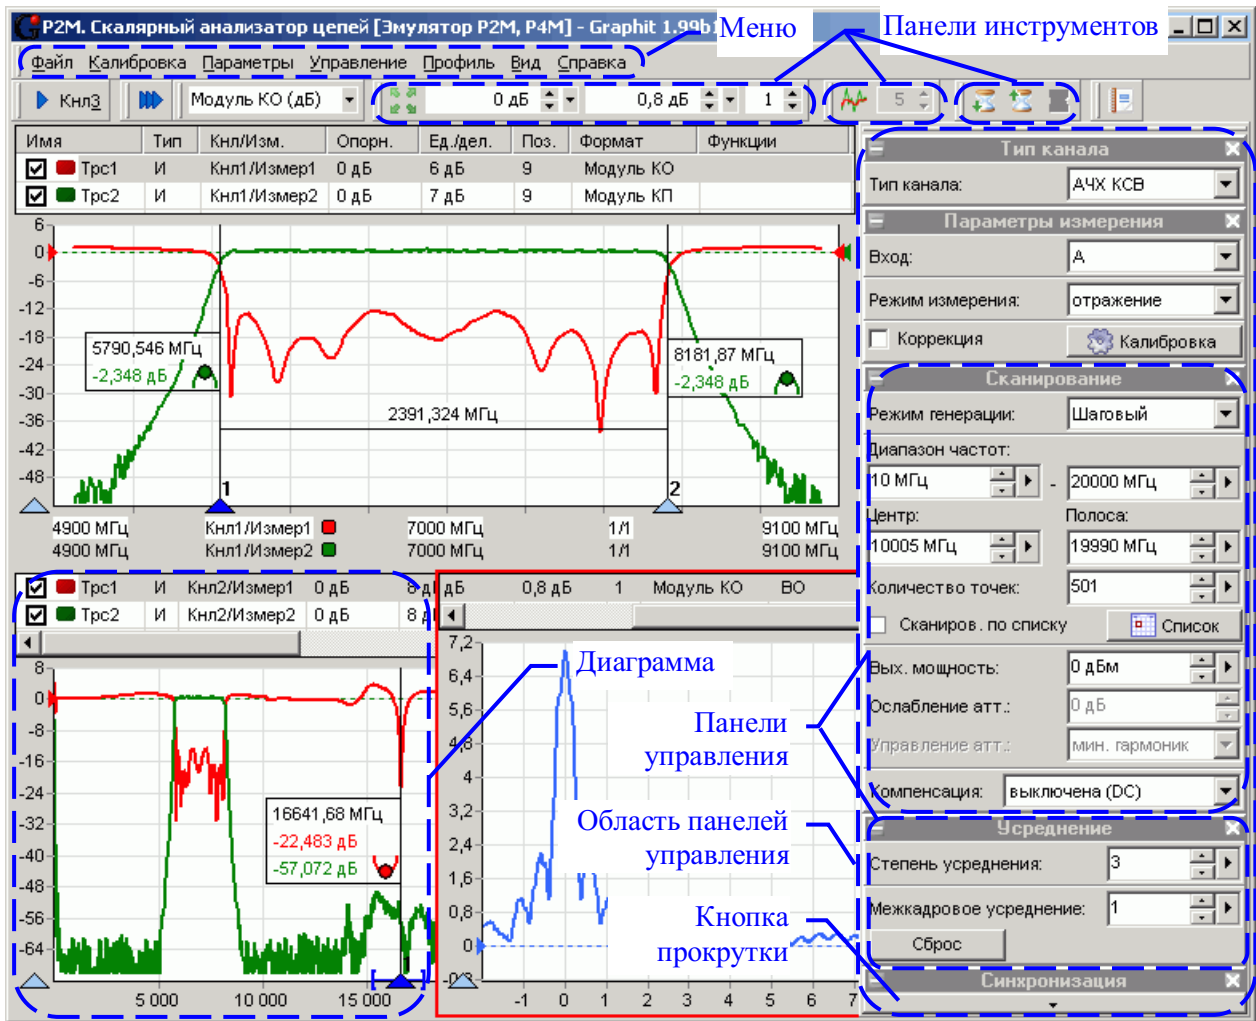 P2M. Скалярный анализатор цепей [Эмулятор P2M, P4M] - Graphit 1.99b1
Меню
Панели инструментов
Файл Калибровка Параметры Управление Профиль Вид Справка
Кнл3 Модуль КО (дБ) 0 дБ 0,8 дБ 1 5
Имя Тип Кнл/Изм. Опорн. Ед./дел. Поз. Формат Функции
Трс1 И Кнл1/Измер1 0 дБ 6 дБ 9 Модуль КО
Трс2 И Кнл1/Измер2 0 дБ 7 дБ 9 Модуль КП
6
0
-6
-12
-18
-24
-30
-36
-42
-48
5790,546 МГц
-2,348 дБ
8181,87 МГц
-2,348 дБ
2391,324 МГц
1
2
4900 МГц Кнл1/Измер1 7000 МГц 1/1 9100 МГц
4900 МГц Кнл1/Измер2 7000 МГц 1/1 9100 МГц
Трс1 И Кнл2/Измер1 0 дБ 8 д
Трс2 И Кнл2/Измер2 0 дБ 8 д
8
0
-8
-16
-24
-32
-40
-48
-56
-64
16641,68 МГц
-22,483 дБ
-57,072 дБ
5 000 10 000 15 000
дБ 0,8 дБ 1 Модуль КО ВО
7,2
6,4
5,6
4,8
4
3,2
2,4
1,6
0,8
0
-0,8
-1 0 1 2 3 4 5 6 7
Диаграмма
Панели
управления
Область панелей
управления
Кнопка
прокрутки
Тип канала
Тип канала: АЧХ КСВ
Параметры измерения
Вход: A
Режим измерения: отражение
Коррекция Калибровка
Сканирование
Режим генерации: Шаговый
Диапазон частот:
10 МГц - 20000 МГц
Центр: Полоса:
10005 МГц 19990 МГц
Количество точек: 501
Сканиров. по списку Список
Вых. мощность: 0 дБм
Ослабление атт.: 0 дБ
Управление атт.: мин. гармоник
Компенсация: выключена (DC)
Усреднение
Степень усреднения: 3
Межкадровое усреднение: 1
Сброс
Синхронизация